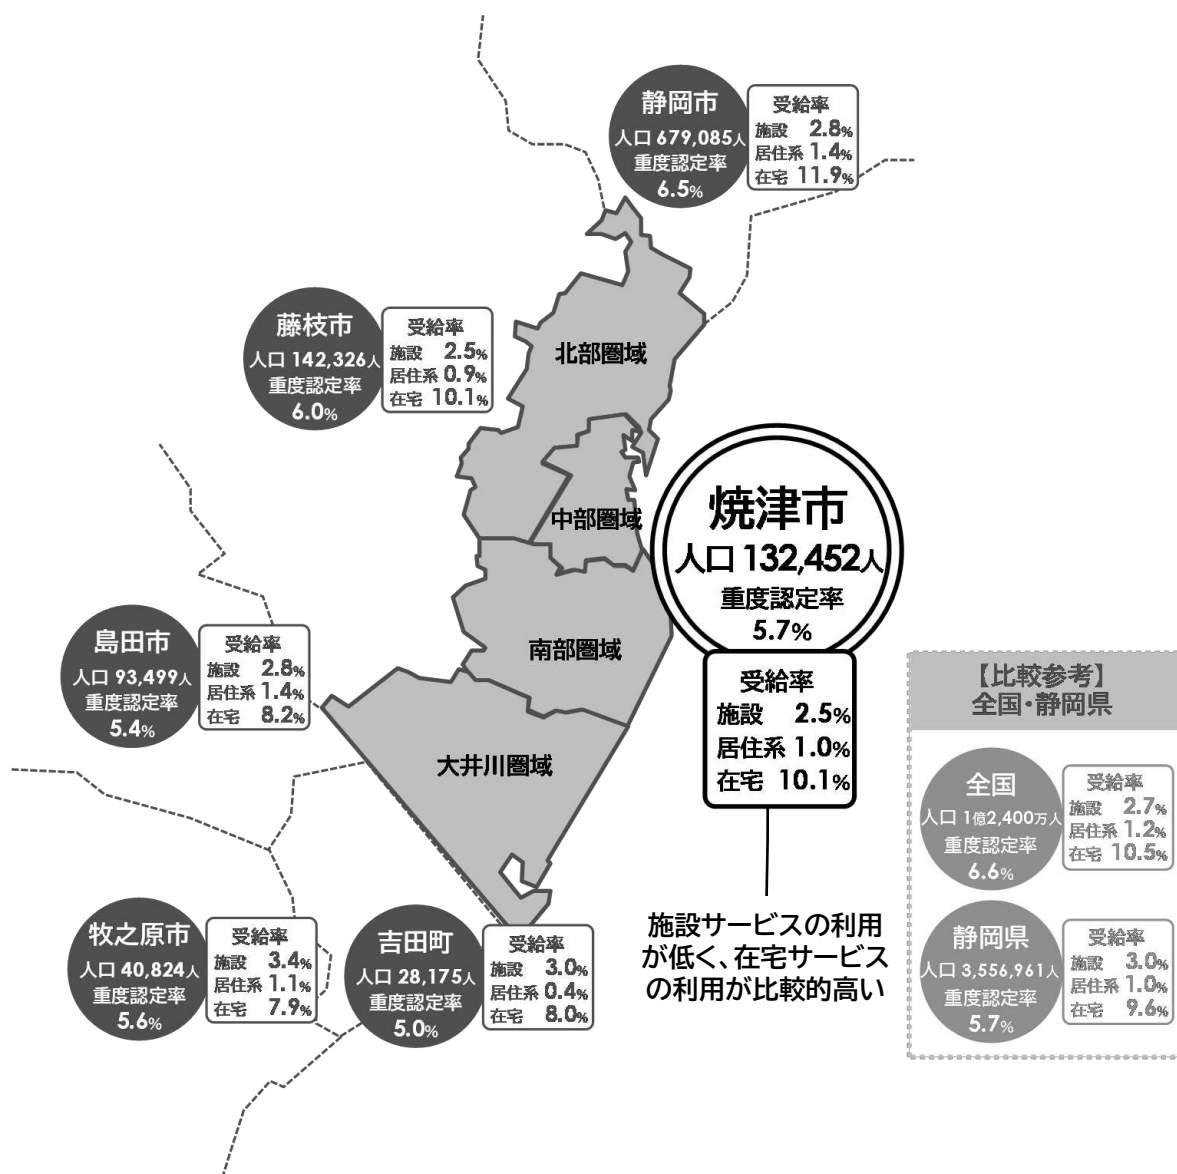 静岡市
人口 679,085人
重度認定率
6.5%
受給率
施設 2.8%
居住系 1.4%
在宅 11.9%
藤枝市
人口 142,326人
重度認定率
6.0%
受給率
施設 2.5%
居住系 0.9%
在宅 10.1%
北部圏域
中部圏域
南部圏域
大井川圏域
焼津市
人口 132,452人
重度認定率
5.7%
受給率
施設 2.5%
居住系 1.0%
在宅 10.1%
施設サービスの利用
が低く、在宅サービス
の利用が比較的高い
島田市
人口 93,499人
重度認定率
5.4%
受給率
施設 2.8%
居住系 1.4%
在宅 8.2%
牧之原市
人口 40,824人
重度認定率
5.6%
受給率
施設 3.4%
居住系 1.1%
在宅 7.9%
吉田町
人口 28,175人
重度認定率
5.0%
受給率
施設 3.0%
居住系 0.4%
在宅 8.0%
【比較参考】
全国・静岡県
全国
人口 1億2,400万人
重度認定率
6.6%
受給率
施設 2.7%
居住系 1.2%
在宅 10.5%
静岡県
人口 3,556,961人
重度認定率
5.7%
受給率
施設 3.0%
居住系 1.0%
在宅 9.6%